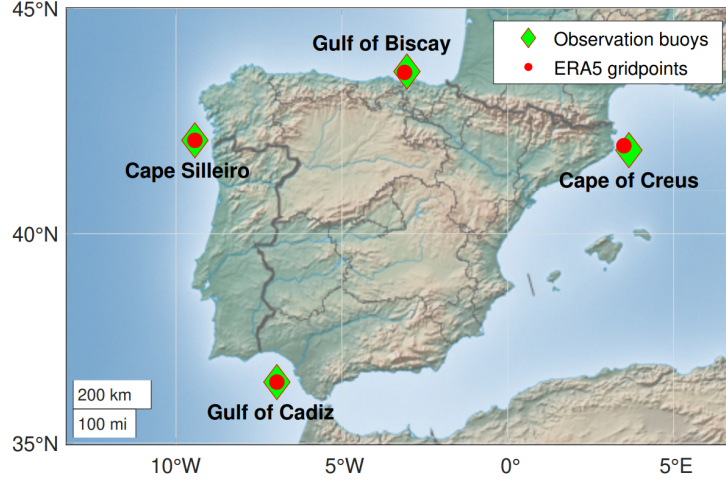 45°N
Gulf of Biscay
Observation buoys
ERA5 gridpoints
Cape Silleiro
Cape of Creus
40°N
200 km
100 mi
Gulf of Cadiz
35°N
10°W
5°W
0°
5°E